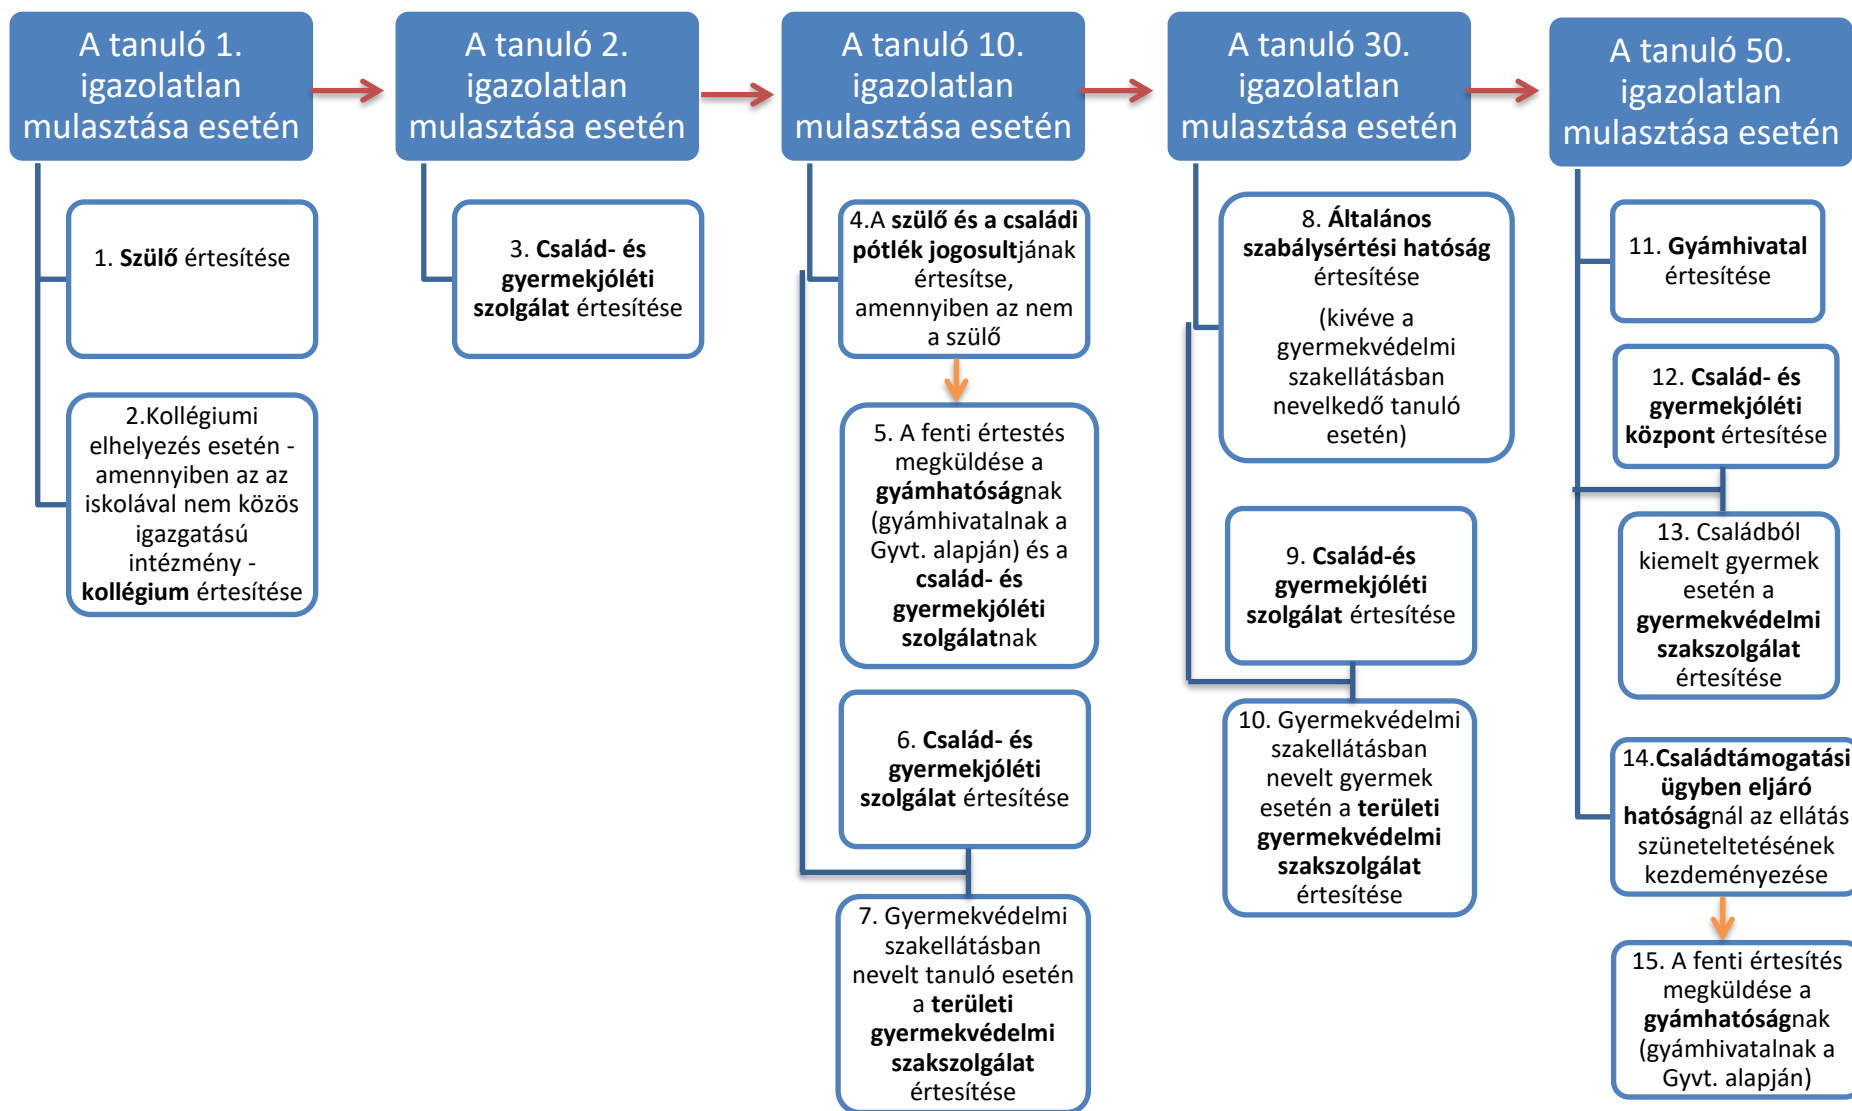 A tanuló 1.
igazolatlan
mulasztása esetén
1. Szülő értesítése
2.Kollégiumi
elhelyezés esetén -
amennyiben az az
iskolával nem közös
igazgatású
intézmény -
kollégium értesítése
A tanuló 2.
igazolatlan
mulasztása esetén
3. Család- és
gyermekjóléti
szolgálat értesítése
A tanuló 10.
igazolatlan
mulasztása esetén
4.A szülő és a családi
pótlék jogosultjának
értesítse,
amennyiben az nem
a szülő
5. A fenti értestés
megküldése a
gyámhatóságnak
(gyámhivatalnak a
Gyvt. alapján) és a
család- és
gyermekjóléti
szolgálatnak
6. Család- és
gyermekjóléti
szolgálat értesítése
7. Gyermekvédelmi
szakellátásban
nevelt tanuló esetén
a területi
gyermekvédelmi
szakszolgálat
értesítése
A tanuló 30.
igazolatlan
mulasztása esetén
8. Általános
szabálysértési hatóság
értesítése
(kivéve a
gyermekvédelmi
szakellátásban
nevelkedő tanuló
esetén)
9. Család-és
gyermekjóléti
szolgálat értesítése
10. Gyermekvédelmi
szakellátásban
nevelt gyermek
esetén a területi
gyermekvédelmi
szakszolgálat
értesítése
A tanuló 50.
igazolatlan
mulasztása esetén
11. Gyámhivatal
értesítése
12. Család- és
gyermekjóléti
központ értesítése
13. Családból
kiemelt gyermek
esetén a
gyermekvédelmi
szakszolgálat
értesítése
14.Családtámogatási
ügyben eljáró
hatóságnál az ellátás
szüneteltetésének
kezdeményezése
15. A fenti értesítés
megküldése a
gyámhatóságnak
(gyámhivatalnak a
Gyvt. alapján)